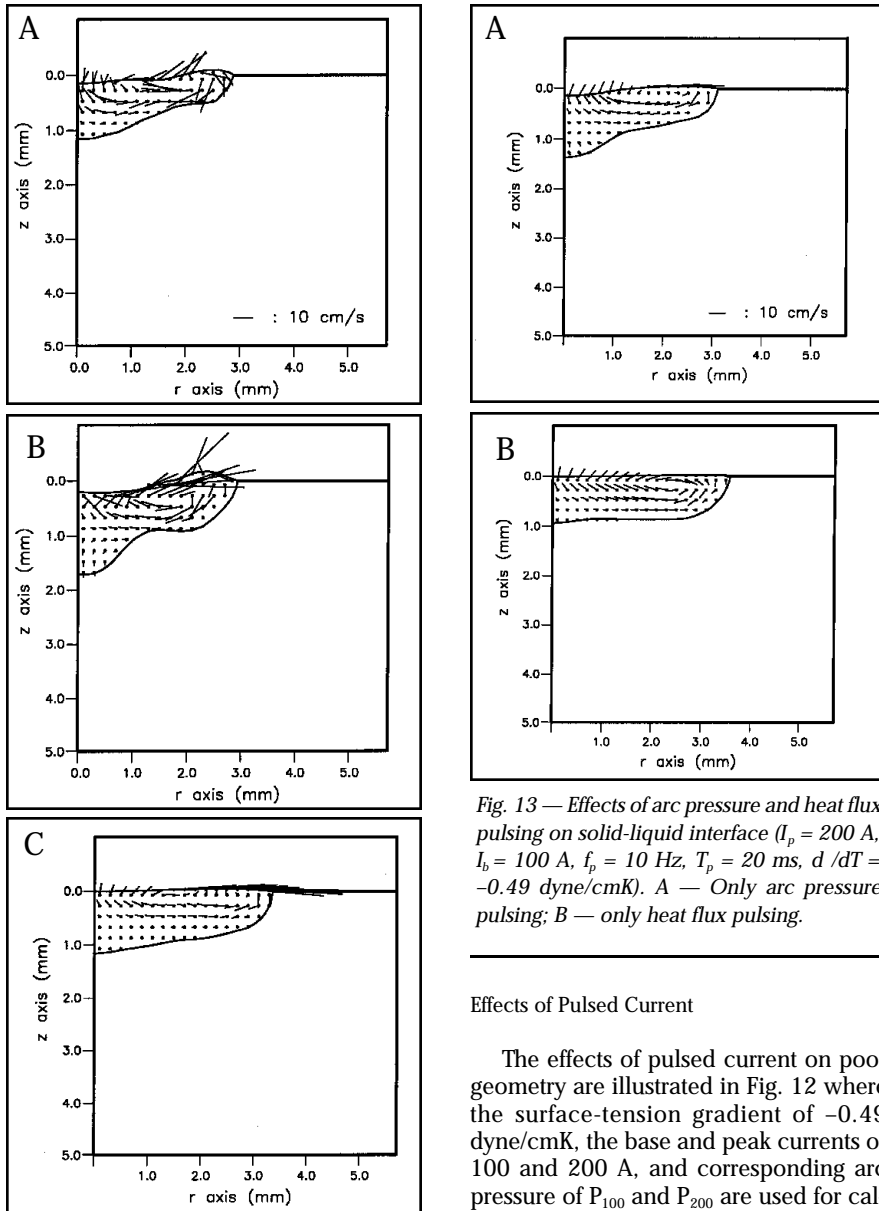 A
0.0
1.0
2.0
3.0
4.0
5.0
z axis (mm)
— : 10 cm/s
0.0 1.0 2.0 3.0 4.0 5.0
r axis (mm)
B
0.0
1.0
2.0
3.0
4.0
5.0
z axis (mm)
0.0 1.0 2.0 3.0 4.0 5.0
r axis (mm)
C
0.0
1.0
2.0
3.0
4.0
5.0
z axis (mm)
1.0 2.0 3.0 4.0 5.0
r axis (mm)
A
0.0
1.0
2.0
3.0
4.0
5.0
z axis (mm)
— : 10 cm/s
1.0 2.0 3.0 4.0 5.0
r axis (mm)
B
0.0
1.0
2.0
3.0
4.0
5.0
z axis (mm)
1.0 2.0 3.0 4.0 5.0
r axis (mm)
Fig. 13 — Effects of arc pressure and heat flux
pulsing on solid-liquid interface (Ip = 200 A,
Ib = 100 A, fp = 10 Hz, Tp = 20 ms, d /dT =
–0.49 dyne/cmK). A — Only arc pressure
pulsing; B — only heat flux pulsing.
Effects of Pulsed Current
The effects of pulsed current on poo
geometry are illustrated in Fig. 12 where
the surface-tension gradient of –0.49
dyne/cmK, the base and peak currents o
100 and 200 A, and corresponding arc
pressure of P100 and P200 are used for cal